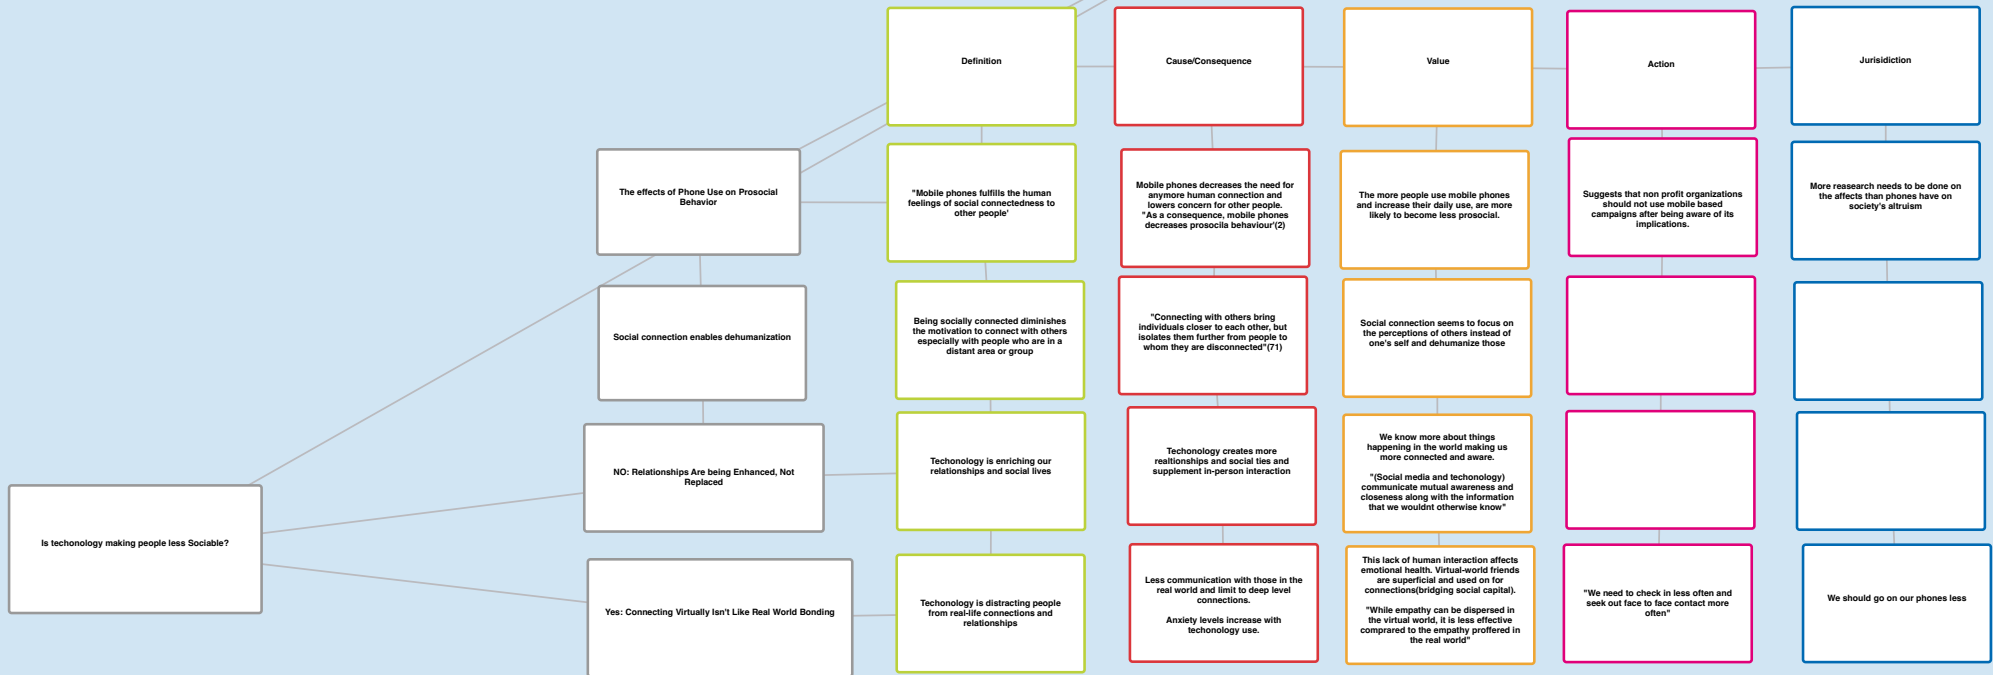 Definition
Cause/Consequence
Value
Action
Jurisidiction
The effects of Phone Use on Prosocial
Behavior
"Mobile phones fulfills the human
feelings of social connectedness to
other people'
Mobile phones decreases the need for
anymore human connection and
lowers concern for other people.
"As a consequence, mobile phones
decreases prosocila behaviour'(2)
The more people use mobile phones
and increase their daily use, are more
likely to become less prosocial.
Suggests that non profit organizations
should not use mobile based
campaigns after being aware of its
implications.
More reasearch needs to be done on
the affects than phones have on
society's altruism
Social connection enables dehumanization
Being socially connected diminishes
the motivation to connect with others
especially with people who are in a
distant area or group
"Connecting with others bring
individuals closer to each other, but
isolates them further from people to
whom they are disconnected"(71)
Social connection seems to focus on
the perceptions of others instead of
one's self and dehumanize those
NO: Relationships Are being Enhanced, Not
Replaced
Techonology is enriching our
relationships and social lives
Techonology creates more
realtionships and social ties and
supplement in-person interaction
We know more about things
happening in the world making us
more connected and aware.
"(Social media and techonology)
communicate mutual awareness and
closeness along with the information
that we wouldnt otherwise know"
Is techonology making people less Sociable?
Yes: Connecting Virtually Isn't Like Real World Bonding
Techonology is distracting people
from real-life connections and
relationships
Less communication with those in the
real world and limit to deep level
connections.
Anxiety levels increase with
techonology use.
This lack of human interaction affects
emotional health. Virtual-world friends
are superficial and used on for
connections(bridging social capital).
"While empathy can be dispersed in
the virtual world, it is less effective
comprared to the empathy proffered in
the real world"
"We need to check in less often and
seek out face to face contact more
often"
We should go on our phones less